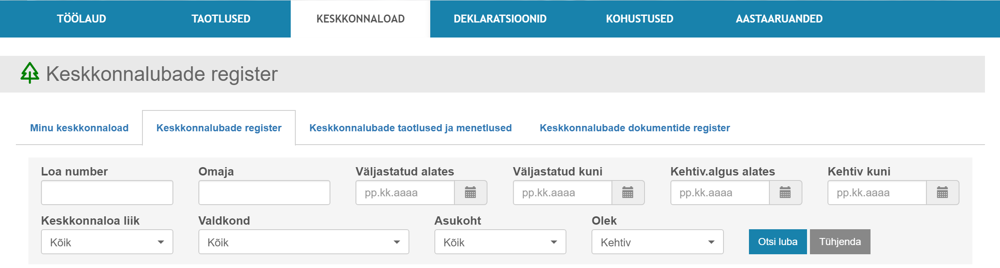 TÖÖLAUD TAOTLUSED KESKKONNALOAD DEKLARATSIOONID KOHUSTUSED AASTAARUANDED
Keskkonnalubade register
Minu keskkonnaload Keskkonnalubade register Keskkonnalubade taotlused ja menetlused Keskkonnalubade dokumentide register
Loa number Omaja Väljastatud alates Väljastatud kuni Kehtiv.algus alates Kehtiv kuni
pp.kk.aaaa pp.kk.aaaa pp.kk.aaaa pp.kk.aaaa
Keskkonnaloa liik Valdkond Asukoht Olek
Kõik Kõik Kõik Kehtiv Otsi luba Tühjenda